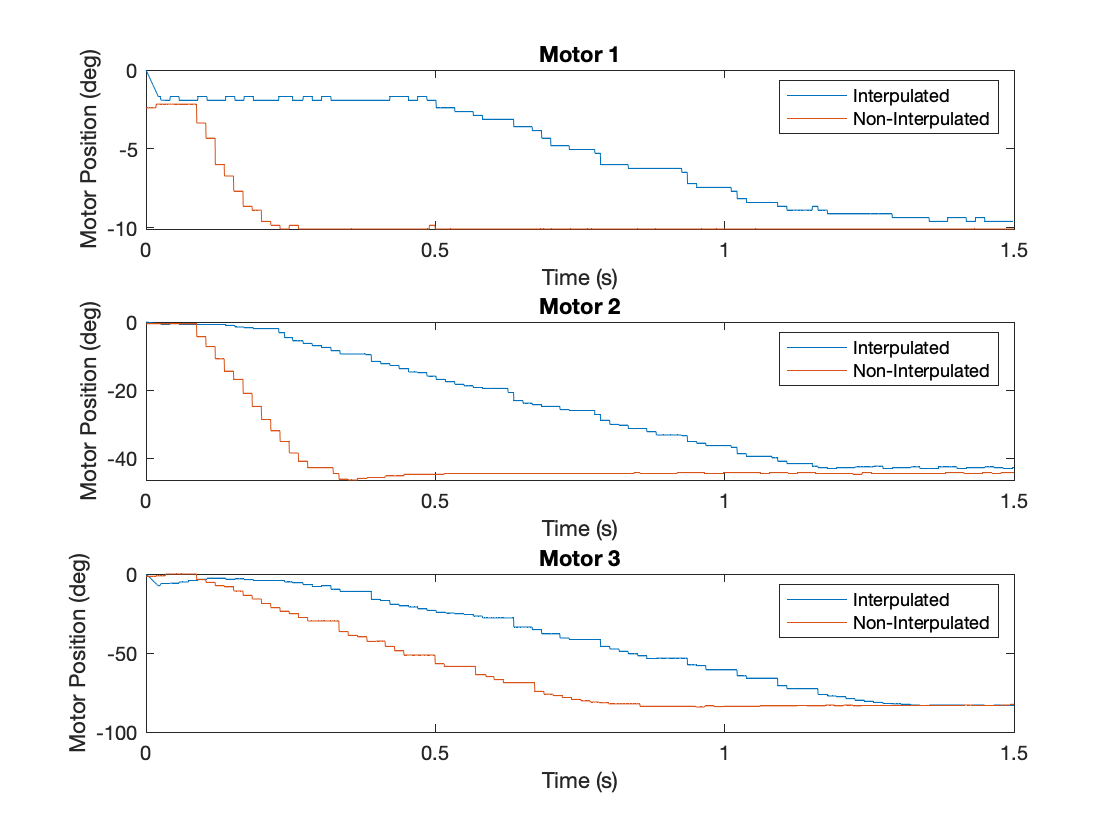 Motor 1
Motor Position (deg)
0
-5
-10
Interpulated
Non-Interpulated
0
0.5
1
1.5
Time (s)
Motor 2
Motor Position (deg)
0
-20
-40
Interpulated
Non-Interpulated
0
0.5
1
1.5
Time (s)
Motor 3
Motor Position (deg)
0
-50
-100
Interpulated
Non-Interpulated
0
0.5
1
1.5
Time (s)